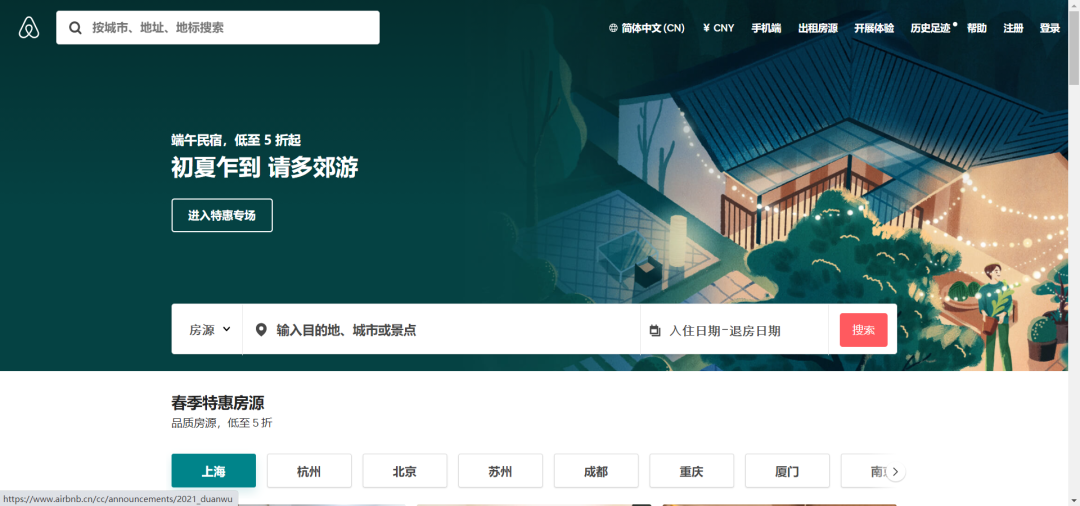 按城市、地址、地标搜索
简体中文 (CN)
¥ CNY
手机端
出租房源
开展体验
历史足迹
帮助
注册
登录
端午民宿，低至 5 折起
初夏乍到 请多郊游
进入特惠专场
房源
输入目的地、城市或景点
入住日期-退房日期
搜索
春季特惠房源
品质房源，低至 5 折
上海
杭州
北京
苏州
成都
重庆
厦门
南
https://www.airbnb.cn/cc/announcements/2021_duanwu